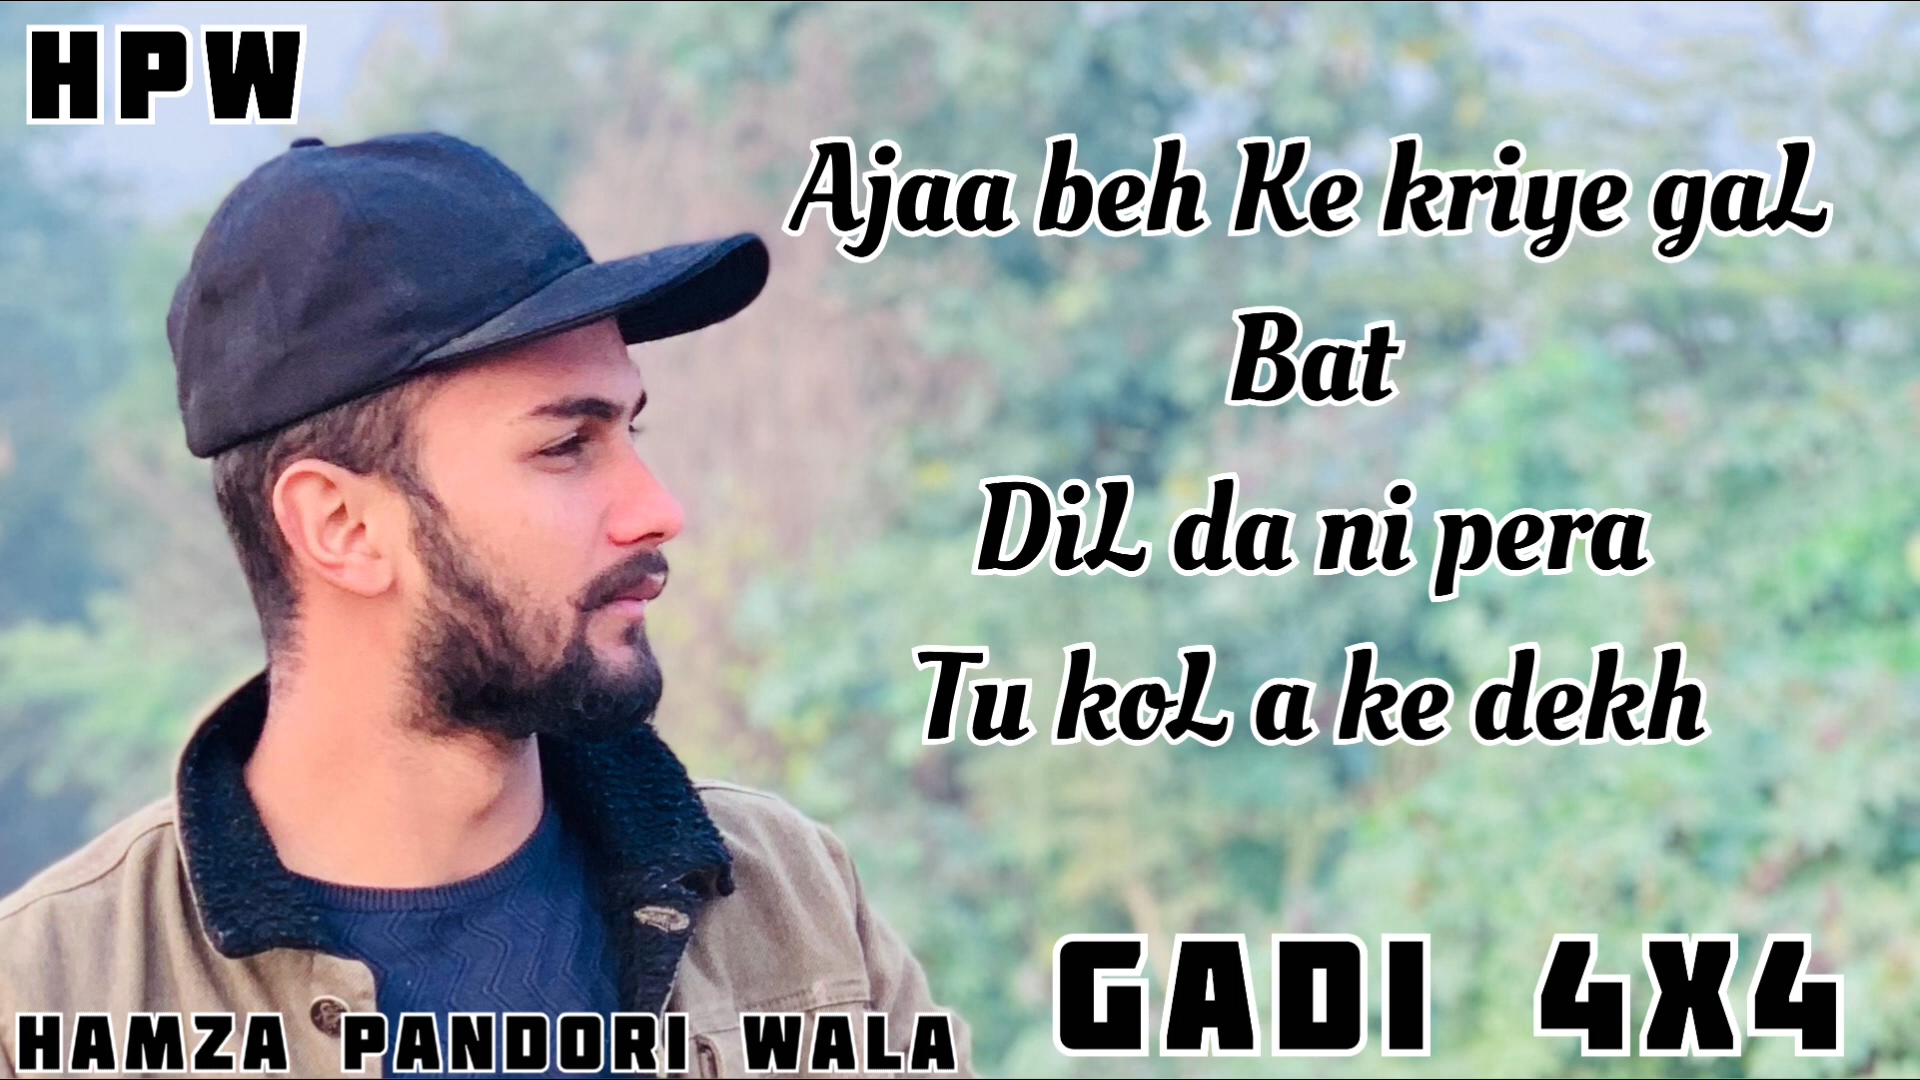 HPW
Ajaa beh Ke kriye gaL
Bat
DiL da ni pera
Tu koL a ke dekh
GADI 4X4
HAMZA PANDORI WALA